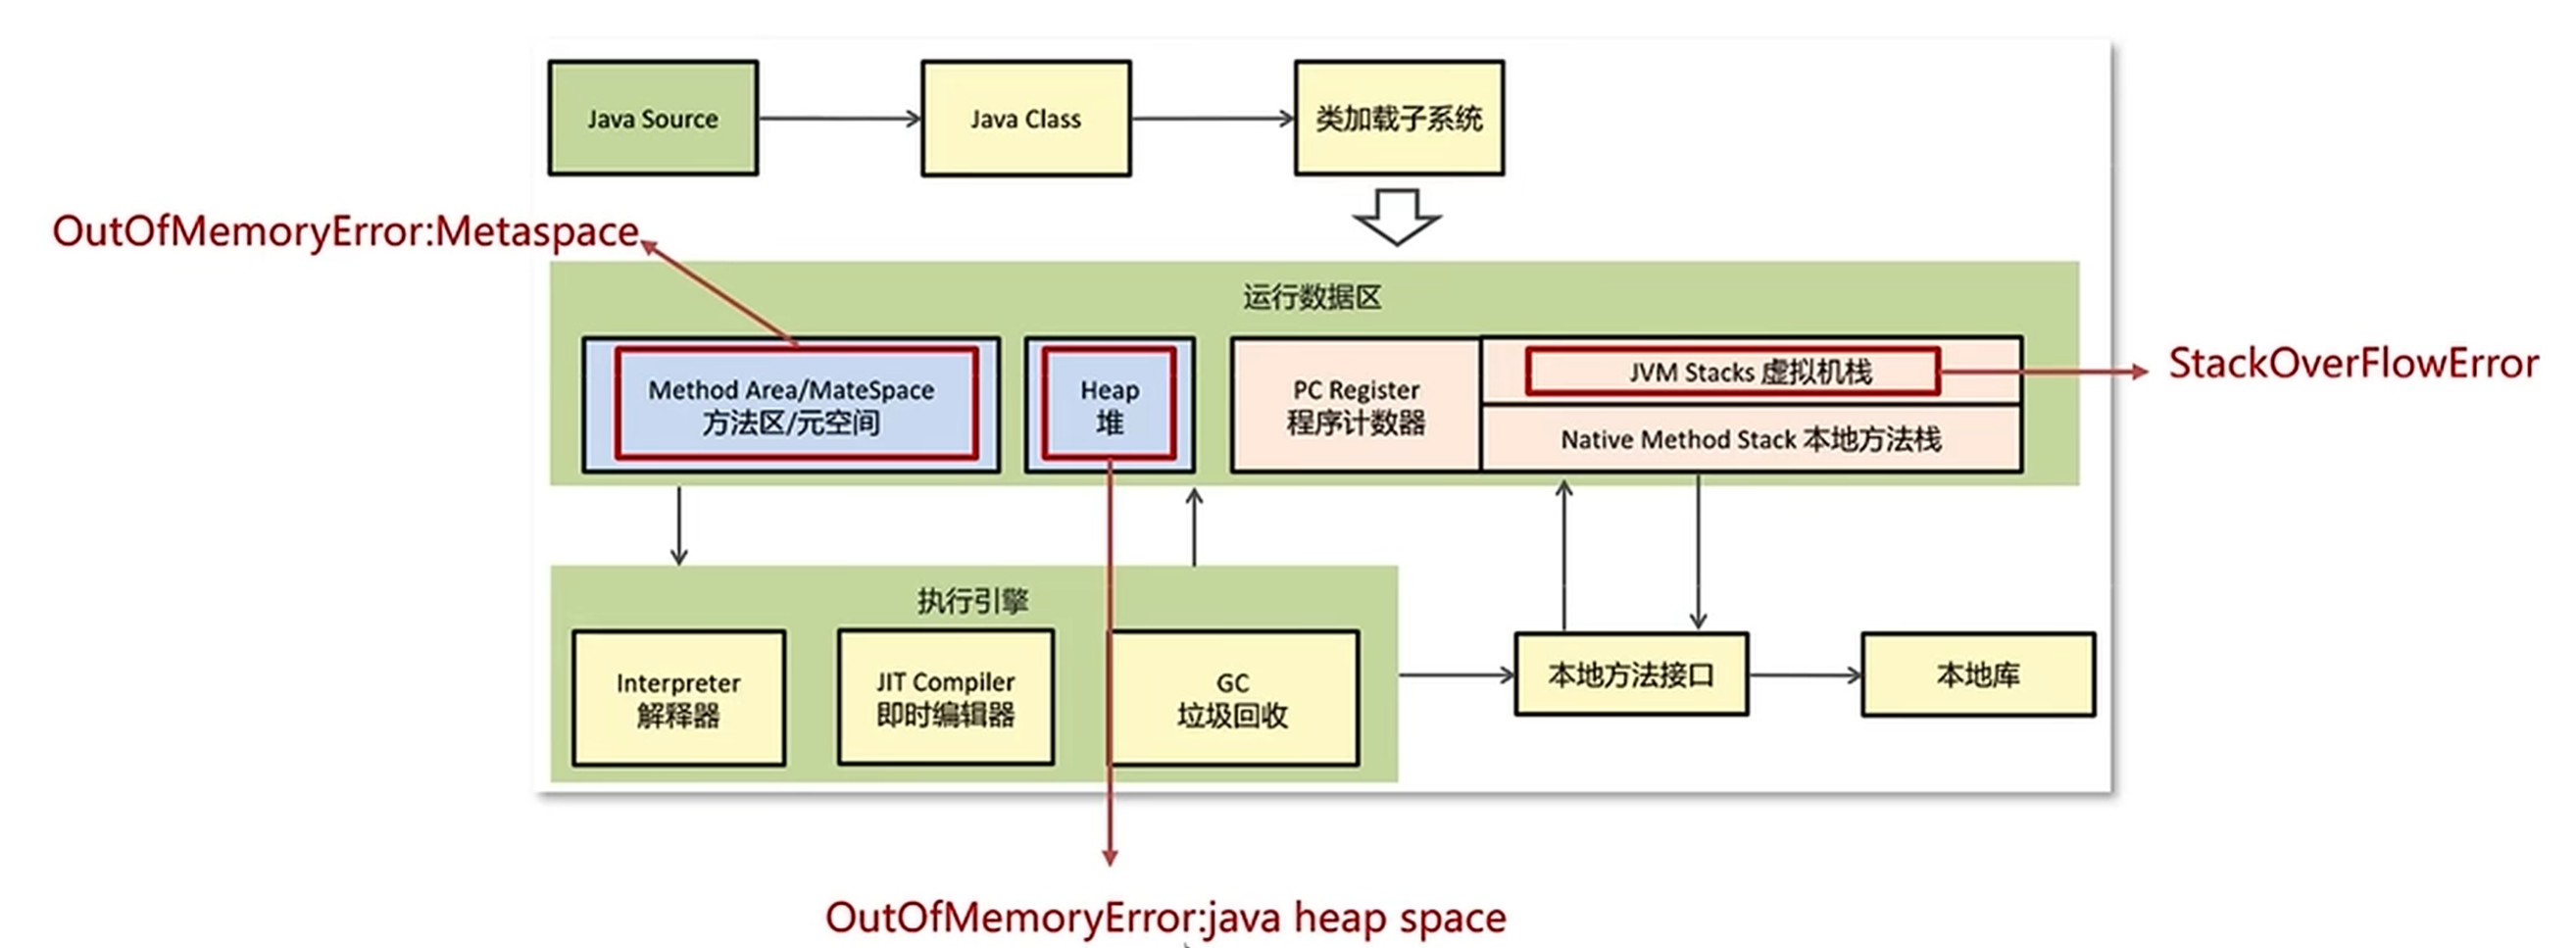 Java Source
Java Class
类加载子系统
OutOfMemoryError:Metaspace
运行数据区
Method Area/MateSpace
方法区/元空间
Heap
堆
PC Register
程序计数器
JVM Stacks 虚拟机栈
Native Method Stack 本地方法栈
StackOverFlowError
执行引擎
Interpreter
解释器
JIT Compiler
即时编辑器
GC
垃圾回收
本地方法接口
本地库
OutOfMemoryError:java heap space